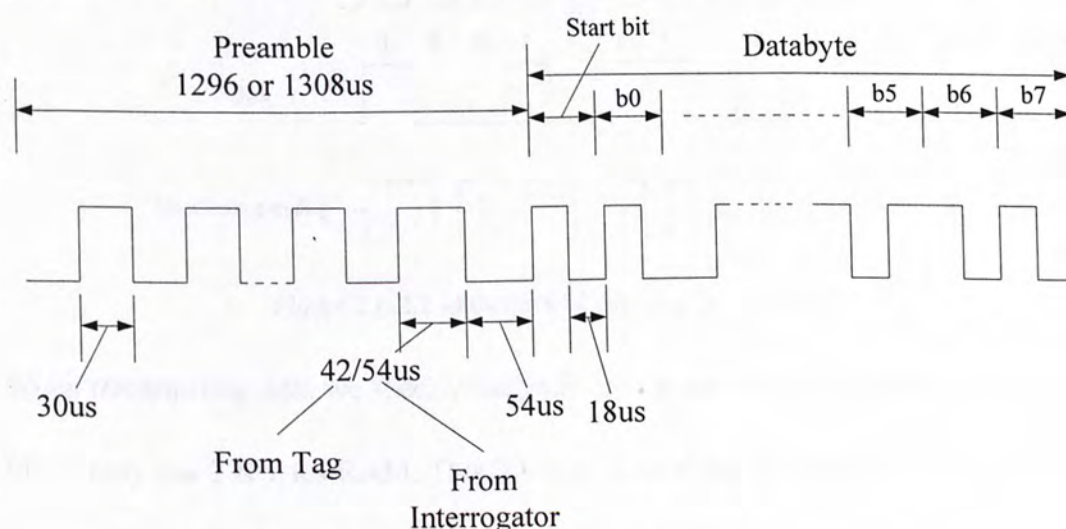 Preamble
1296 or 1308us
Start bit
Databyte
b0
b5
b6
b7
30us
42/54us
54us
18us
From Tag
From
Interrogator